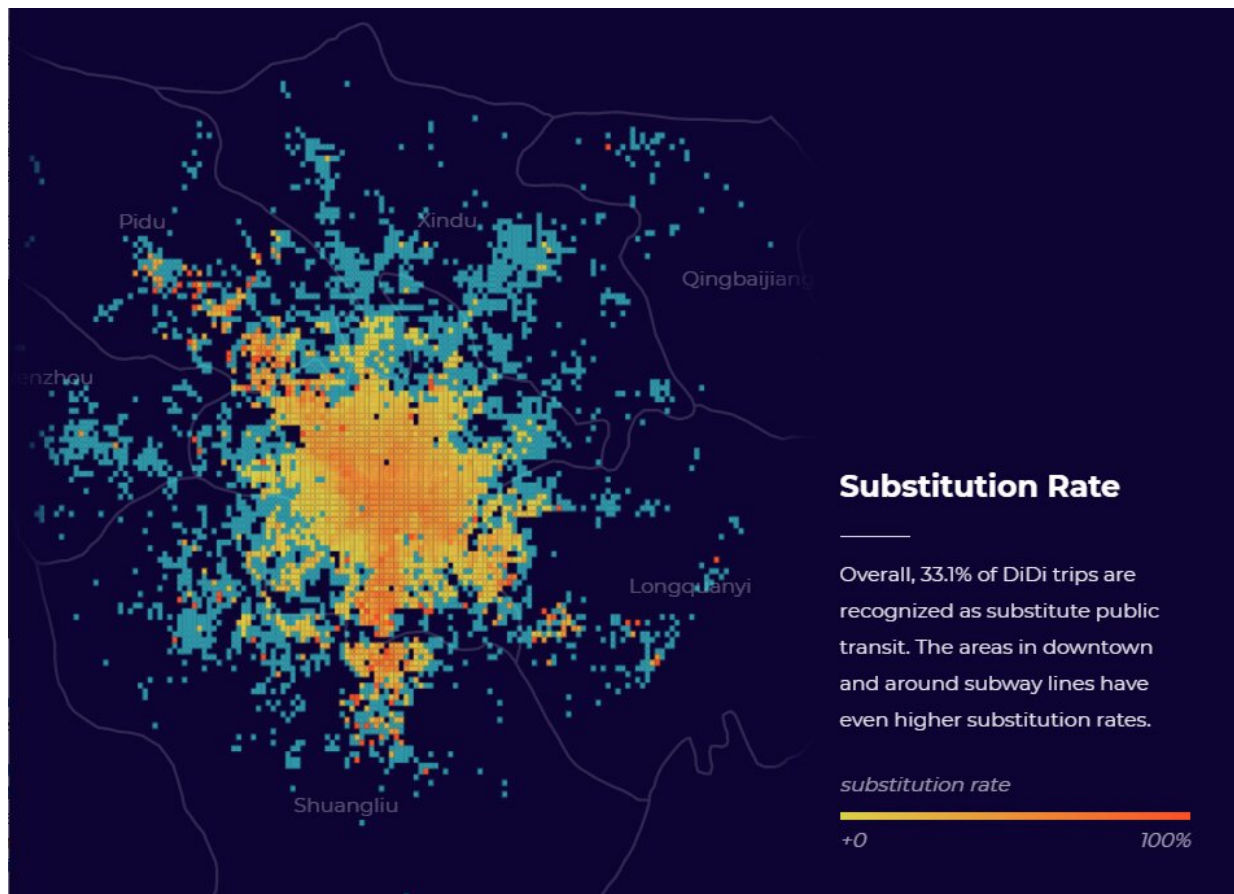 Pidu
Xindu
Qingbaijiang
enzhou
Longquanyi
Shuangliu
Substitution Rate
Overall, 33.1% of DiDi trips are
recognized as substitute public
transit. The areas in downtown
and around subway lines have
even higher substitution rates.
substitution rate
+0 100%